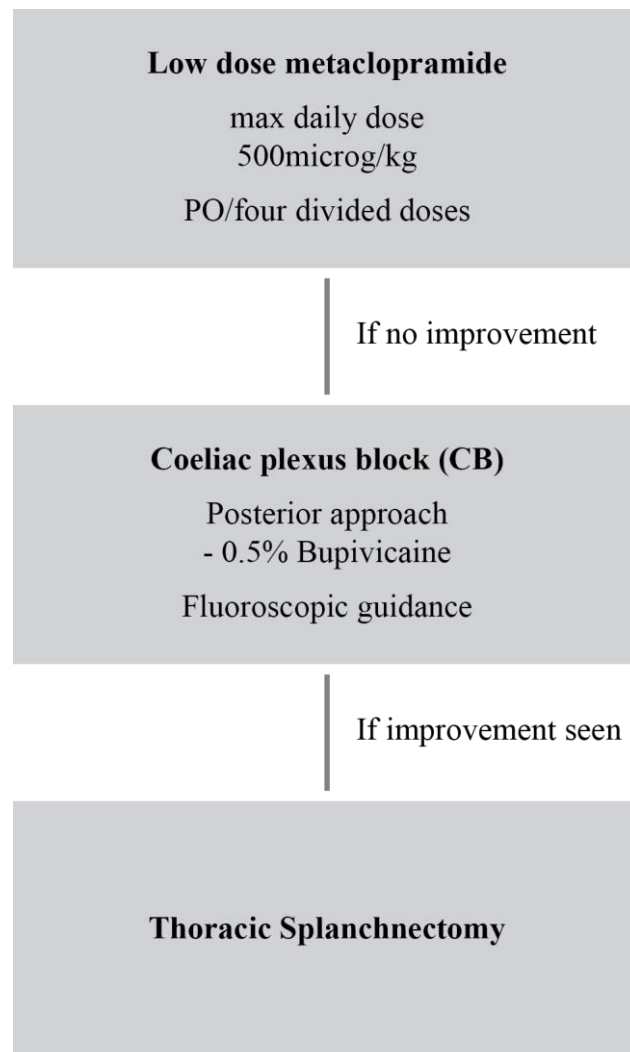 Low dose metaclopramide
max daily dose
500microg/kg
PO/four divided doses
If no improvement
Coeliac plexus block (CB)
Posterior approach
- 0.5% Bupivicaine
Fluoroscopic guidance
If improvement seen
Thoracic Splanchnectomy